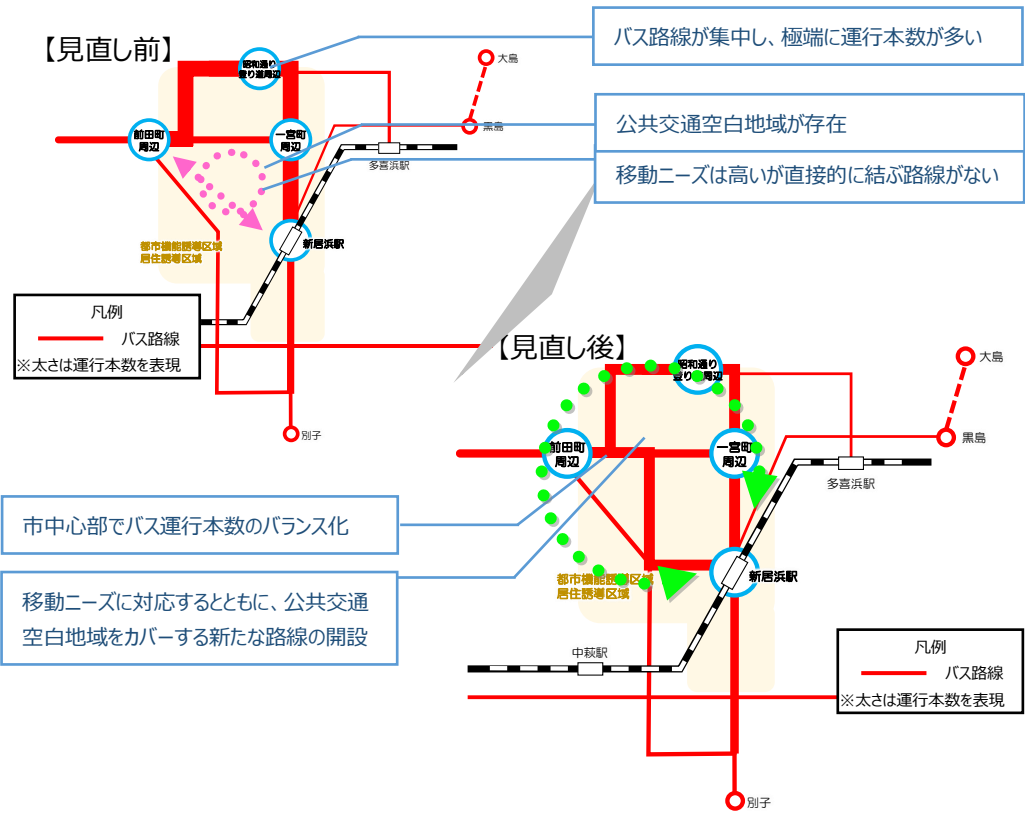 【見直し前】
バス路線が集中し、極端に運行本数が多い
昭和通り
登り道周辺
大島
公共交通空白地域が存在
前田町
周辺
一宮町
周辺
黒島
多喜浜駅
移動ニーズは高いが直接的に結ぶ路線がない
新居浜駅
都市機能誘導区域
居住誘導区域
凡例
バス路線
※太さは運行本数を表現
別子
【見直し後】
昭和通り
登り道周辺
大島
前田町
周辺
一宮町
周辺
黒島
多喜浜駅
市中心部でバス運行本数のバランス化
新居浜駅
都市機能誘導区域
居住誘導区域
移動ニーズに対応するとともに、公共交通
空白地域をカバーする新たな路線の開設
中萩駅
凡例
バス路線
※太さは運行本数を表現
別子